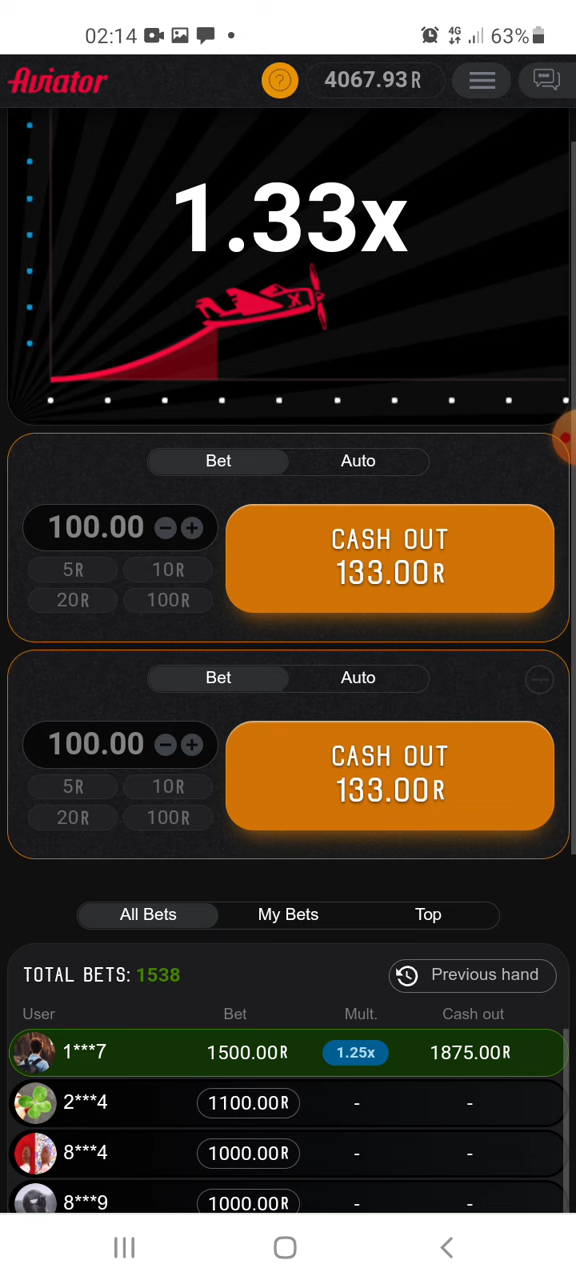 02:14 4G 63%
Aviator ? 4067.93R
1.33x
Bet Auto
100.00
CASH OUT
133.00R
5R 10R
20R 100R
Bet Auto
100.00
CASH OUT
133.00R
5R 10R
20R 100R
All Bets My Bets Top
TOTAL BETS: 1538 Previous hand
User Bet Mult. Cash out
1***7 1500.00R 1.25x 1875.00R
2***4 1100.00R - -
8***4 1000.00R - -
8***9 1000.00R - -